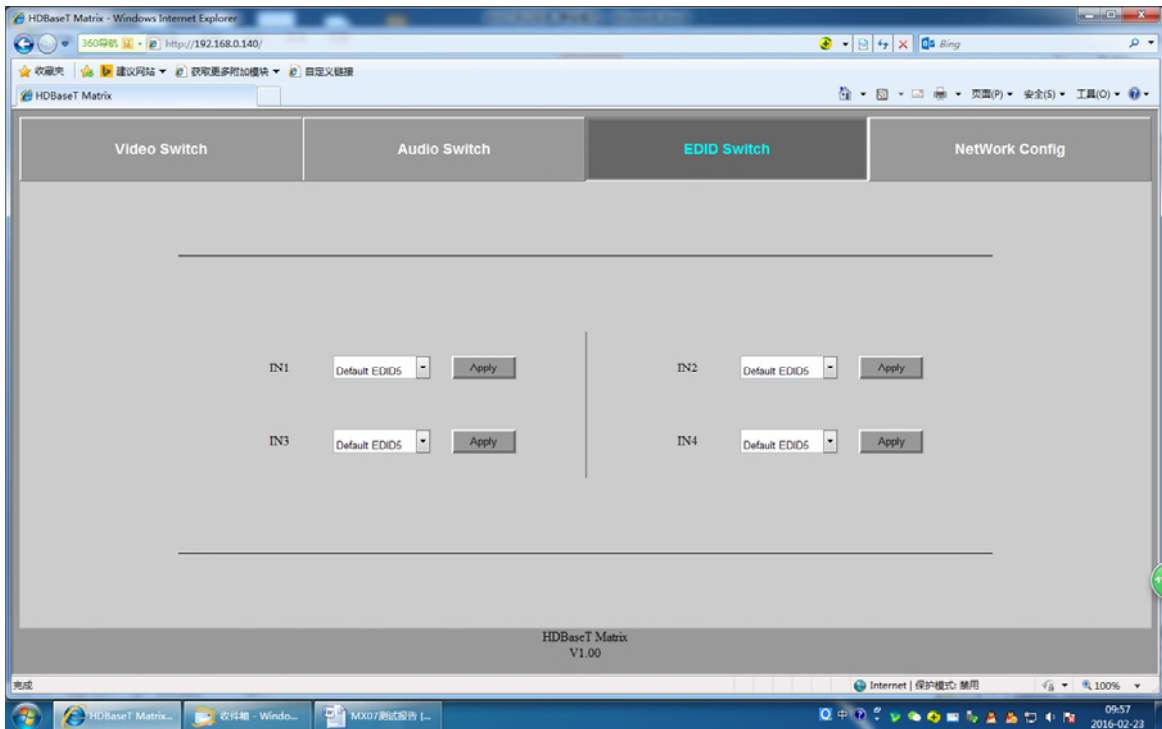 HDBaseT Matrix - Windows Internet Explorer
360导航 http://192.168.0.140/ Bing
收藏夹 建议网站 获取更多附加模块 自定义链接
HDBaseT Matrix 页面(P) 安全(S) 工具(O)
Video Switch Audio Switch EDID Switch NetWork Config
IN1 Default EDID5 Apply IN2 Default EDID5 Apply
IN3 Default EDID5 Apply IN4 Default EDID5 Apply
HDBaseT Matrix
V1.00
完成 Internet | 保护模式: 禁用 100%
HDBaseT Matrix... 收件箱 - Windo... MX07测试报告 [... 中 09:57
2016-02-23